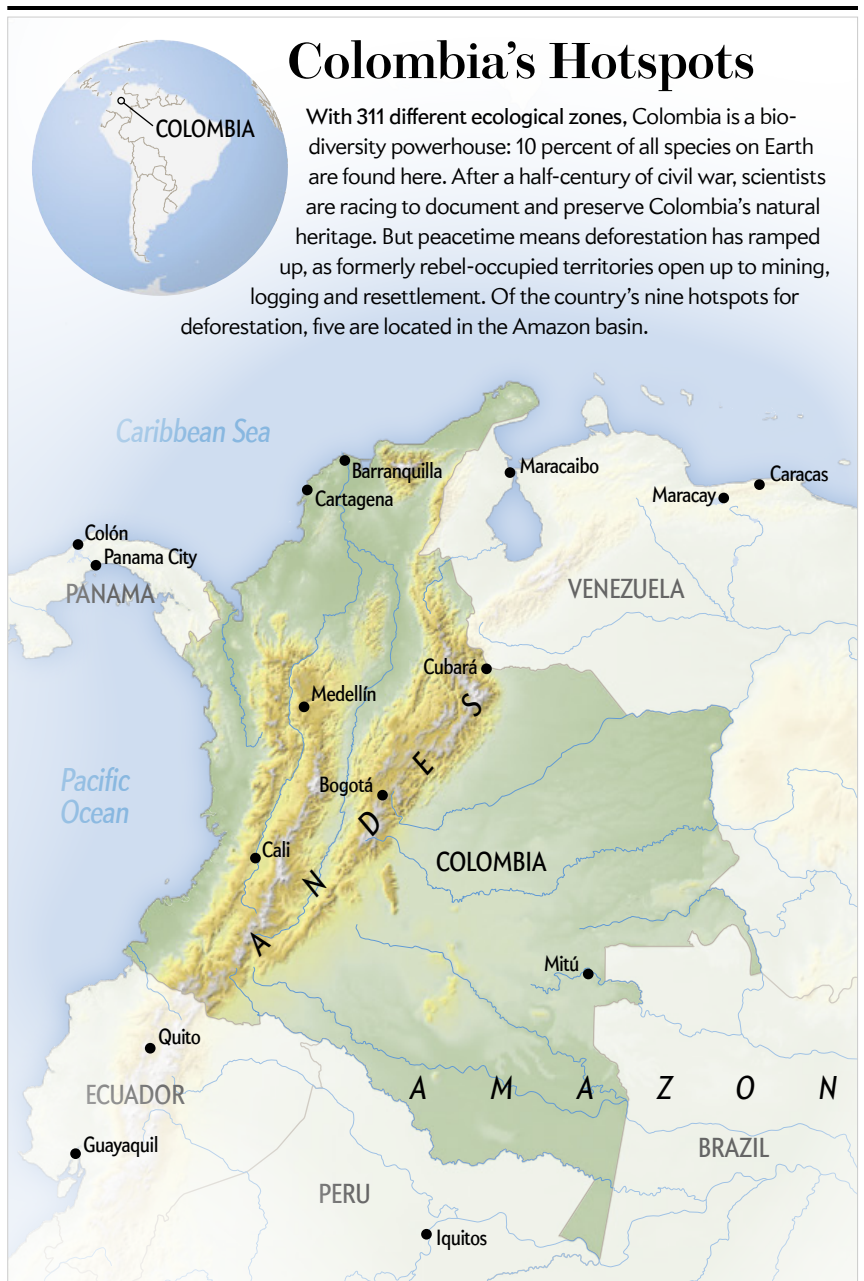 Colombia's Hotspots
COLOMBIA
With 311 different ecological zones, Colombia is a bio-
diversity powerhouse: 10 percent of all species on Earth
are found here. After a half-century of civil war, scientists
are racing to document and preserve Colombia's natural
heritage. But peacetime means deforestation has ramped
up, as formerly rebel-occupied territories open up to mining,
logging and resettlement. Of the country's nine hotspots for
deforestation, five are located in the Amazon basin.
Caribbean Sea
Barranquilla
Maracaibo
Caracas
Cartagena
Maracay
Colón
Panama City
PANAMA
VENEZUELA
Cubará
Medellín
Pacific
Ocean
Bogotá
ANDES
Cali
COLOMBIA
Mitú
Quito
ECUADOR
AMAZON
Guayaquil
BRAZIL
PERU
Iquitos